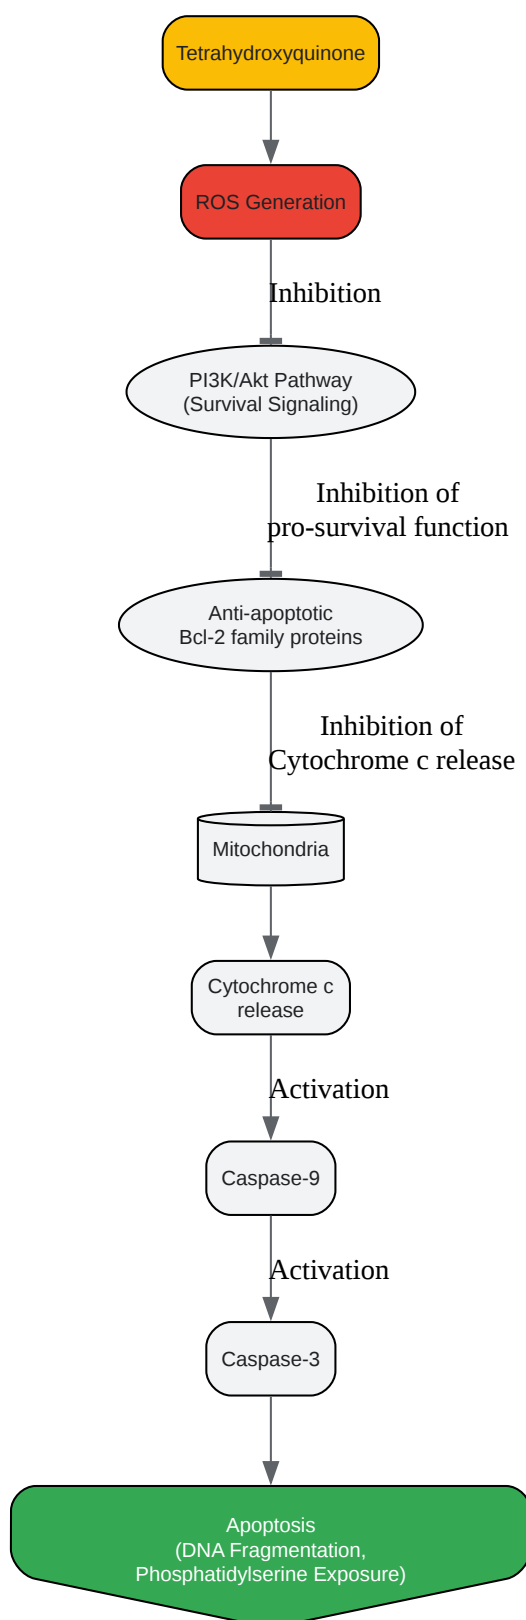 Tetrahydroxyquinone
ROS Generation
Inhibition
PI3K/Akt Pathway
(Survival Signaling)
Inhibition of
pro-survival function
Anti-apoptotic
Bcl-2 family proteins
Inhibition of
Cytochrome c release
Mitochondria
Cytochrome c
release
Activation
Caspase-9
Activation
Caspase-3
Apoptosis
(DNA Fragmentation,
Phosphatidylserine Exposure)